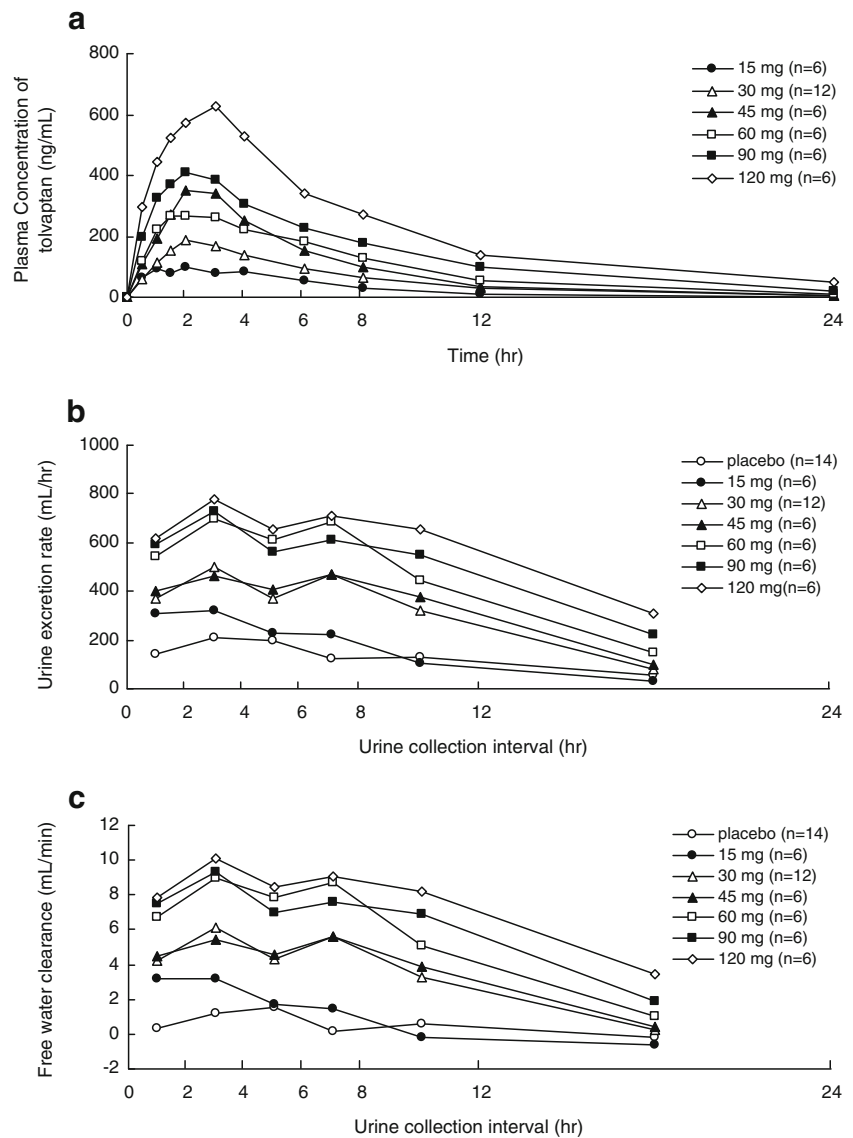 a
Plasma Concentration of
tolvaptan (ng/mL)
800
600
400
200
0
0 2 4 6 8 12 24
Time (hr)
15 mg (n=6)
30 mg (n=12)
45 mg (n=6)
60 mg (n=6)
90 mg (n=6)
120 mg (n=6)
b
Urine excretion rate (mL/hr)
1000
800
600
400
200
0
0 2 4 6 8 12 24
Urine collection interval (hr)
placebo (n=14)
15 mg (n=6)
30 mg (n=12)
45 mg (n=6)
60 mg (n=6)
90 mg (n=6)
120 mg(n=6)
c
Free water clearance (mL/min)
12
10
8
6
4
2
0
-2
0 2 4 6 8 12 24
Urine collection interval (hr)
placebo (n=14)
15 mg (n=6)
30 mg (n=12)
45 mg (n=6)
60 mg (n=6)
90 mg (n=6)
120 mg (n=6)